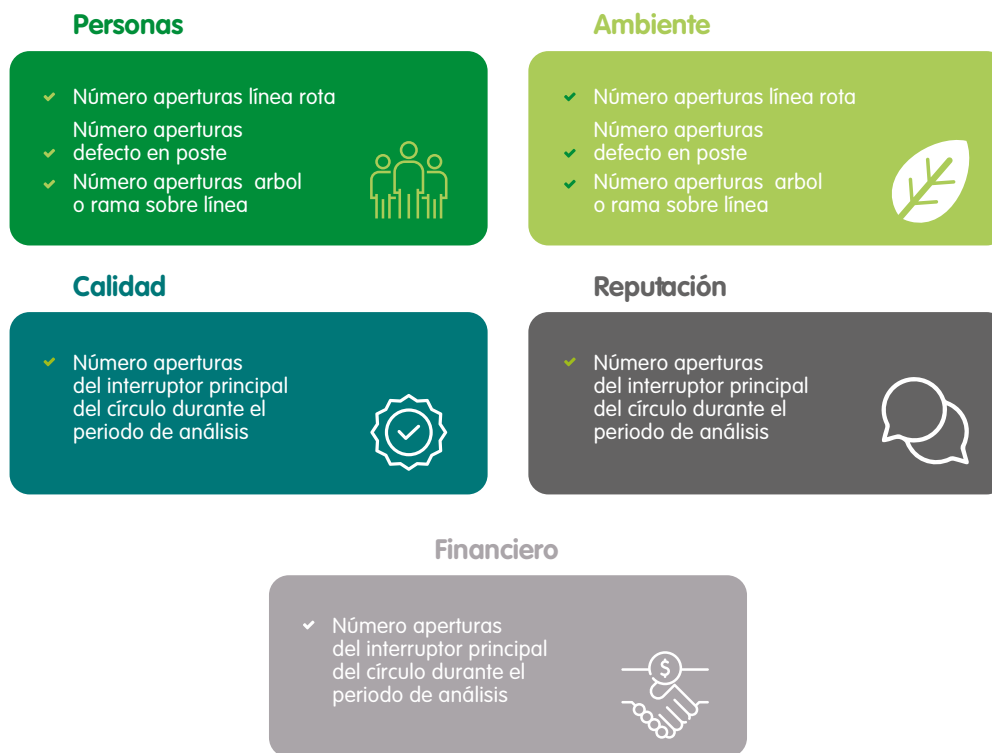 Personas
Número aperturas línea rota
Número aperturas
defecto en poste
Número aperturas arbol
o rama sobre línea
Ambiente
Número aperturas línea rota
Número aperturas
defecto en poste
Número aperturas arbol
o rama sobre línea
Calidad
Número aperturas
del interruptor principal
del círculo durante el
periodo de análisis
Reputación
Número aperturas
del interruptor principal
del círculo durante el
periodo de análisis
Financiero
Número aperturas
del interruptor principal
del círculo durante el
periodo de análisis
$